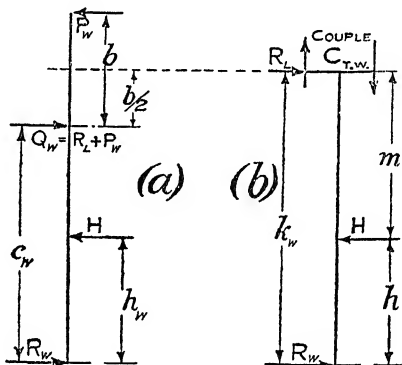 P_W
b
b/2
Q_W = R_L + P_W
(a)
c_W
H
h_W
R_W
COUPLE
C_T.W.
R_L
(b)
m
k_W
H
h
R_W